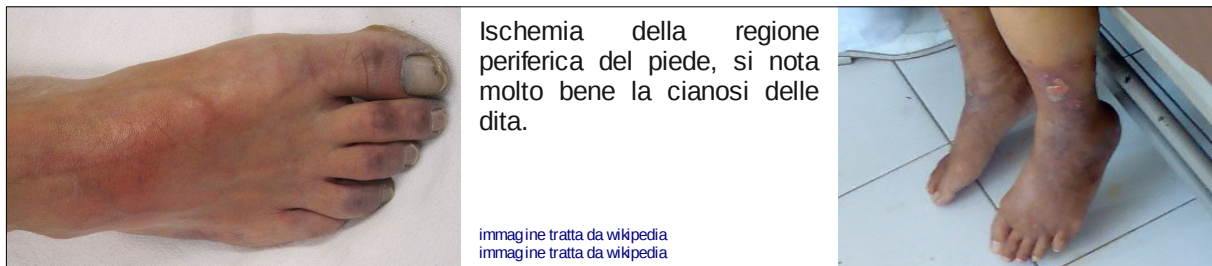 Ischemia della regione
periferica del piede, si nota
molto bene la cianosi delle
dita.
immagine tratta da wikipedia
immagine tratta da wikipedia